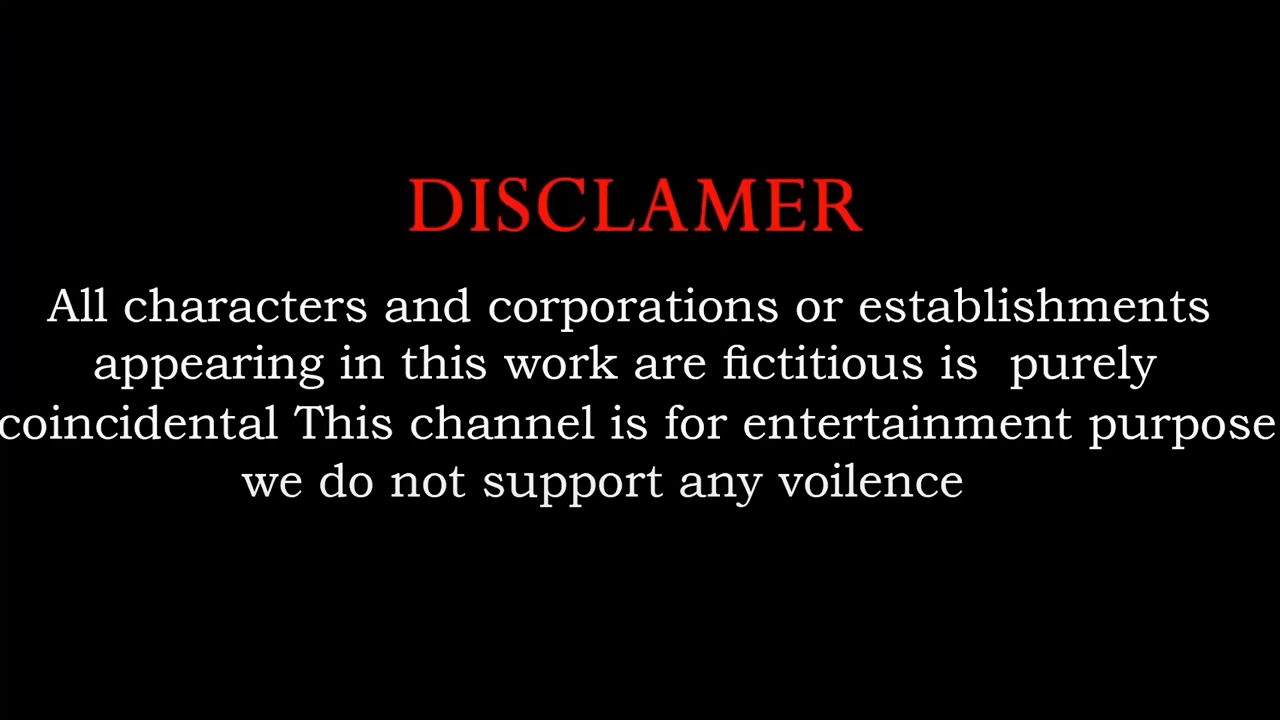 DISCLAMER
All characters and corporations or establishments
appearing in this work are fictitious is  purely
coincidental This channel is for entertainment purpose
we do not support any voilence